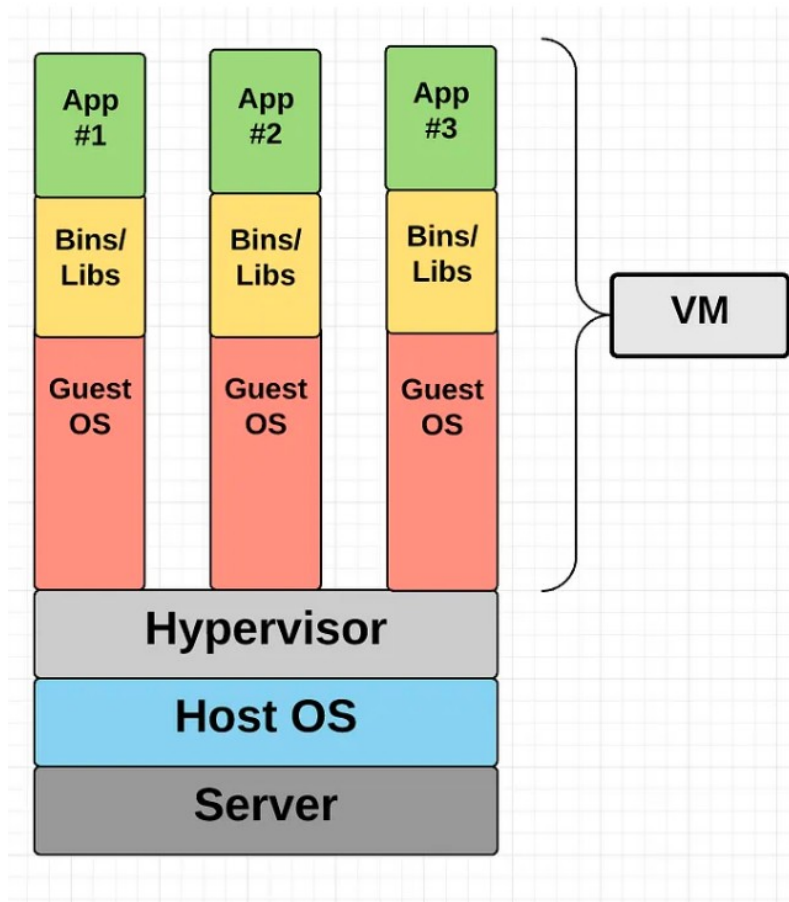 App
#1
App
#2
App
#3
Bins/
Libs
Bins/
Libs
Bins/
Libs
VM
Guest
OS
Guest
OS
Guest
OS
Hypervisor
Host OS
Server